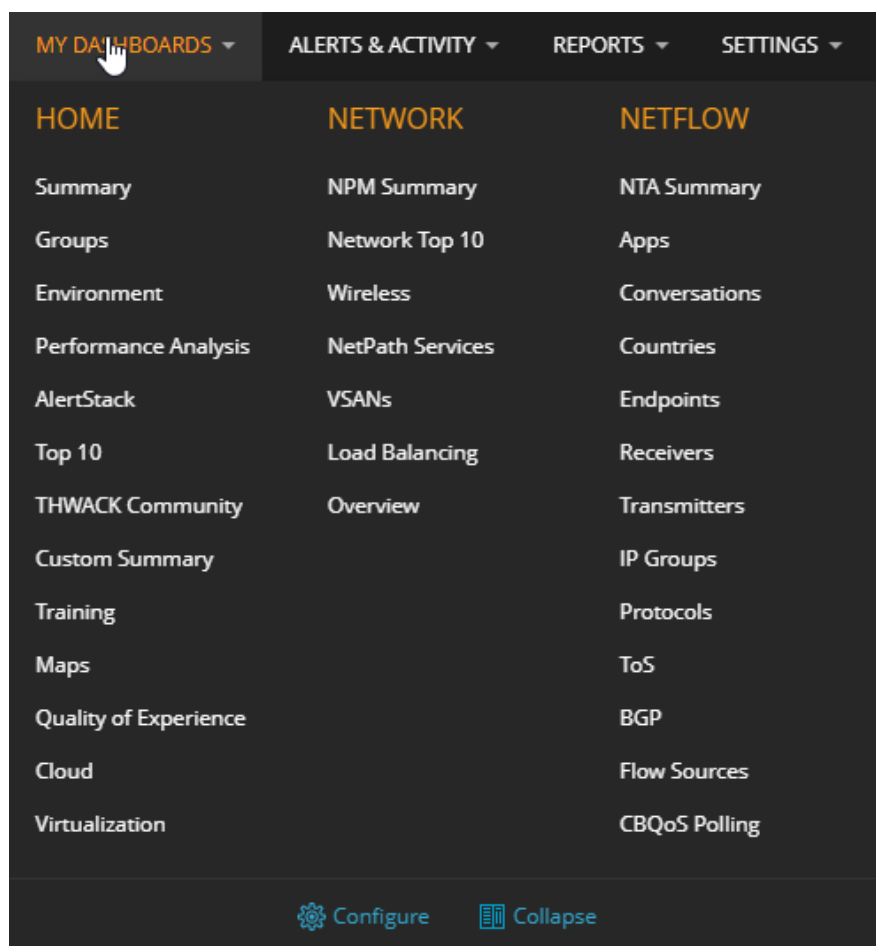 MY DASHBOARDS ALERTS & ACTIVITY REPORTS SETTINGS
HOME
Summary
Groups
Environment
Performance Analysis
AlertStack
Top 10
THWACK Community
Custom Summary
Training
Maps
Quality of Experience
Cloud
Virtualization
NETWORK
NPM Summary
Network Top 10
Wireless
NetPath Services
VSANs
Load Balancing
Overview
NETFLOW
NTA Summary
Apps
Conversations
Countries
Endpoints
Receivers
Transmitters
IP Groups
Protocols
ToS
BGP
Flow Sources
CBQoS Polling
Configure Collapse